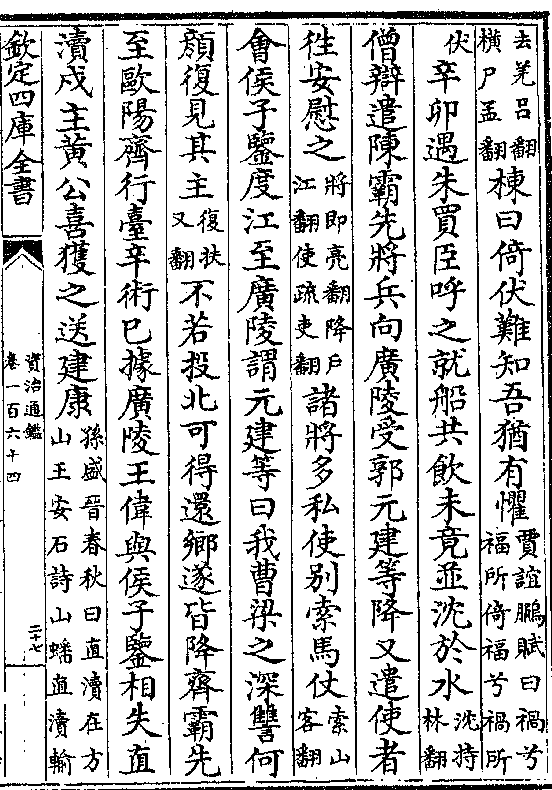 去羌呂翻
橫戶孟翻棟曰倚伏難知吾猶有懼賈誼鵩賦曰禍兮福所倚福兮禍所
伏辛卯遇朱買臣呼之就船共飲未竟並沈於水沈持林翻
僧辯遣陳霸先將兵向廣陵受郭元建等降又遣使者
往安慰之將即亮翻降戶江翻使疏吏翻諸將多私使別索馬仗索山客翻
會侯子鑒度江至廣陵謂元建等曰我曹梁之深讐何
顔復見其主復扶又翻不若投北可得還鄉遂皆降齊霸先
至歐陽齊行臺辛術已據廣陵王偉與侯子鑒相失直
瀆戍主黃公喜獲之送建康孫盛晉春秋曰直瀆在方山王安石詩山蟠直瀆輸
欽定四庫全書
資治通鑑
卷一百六十四
二十七